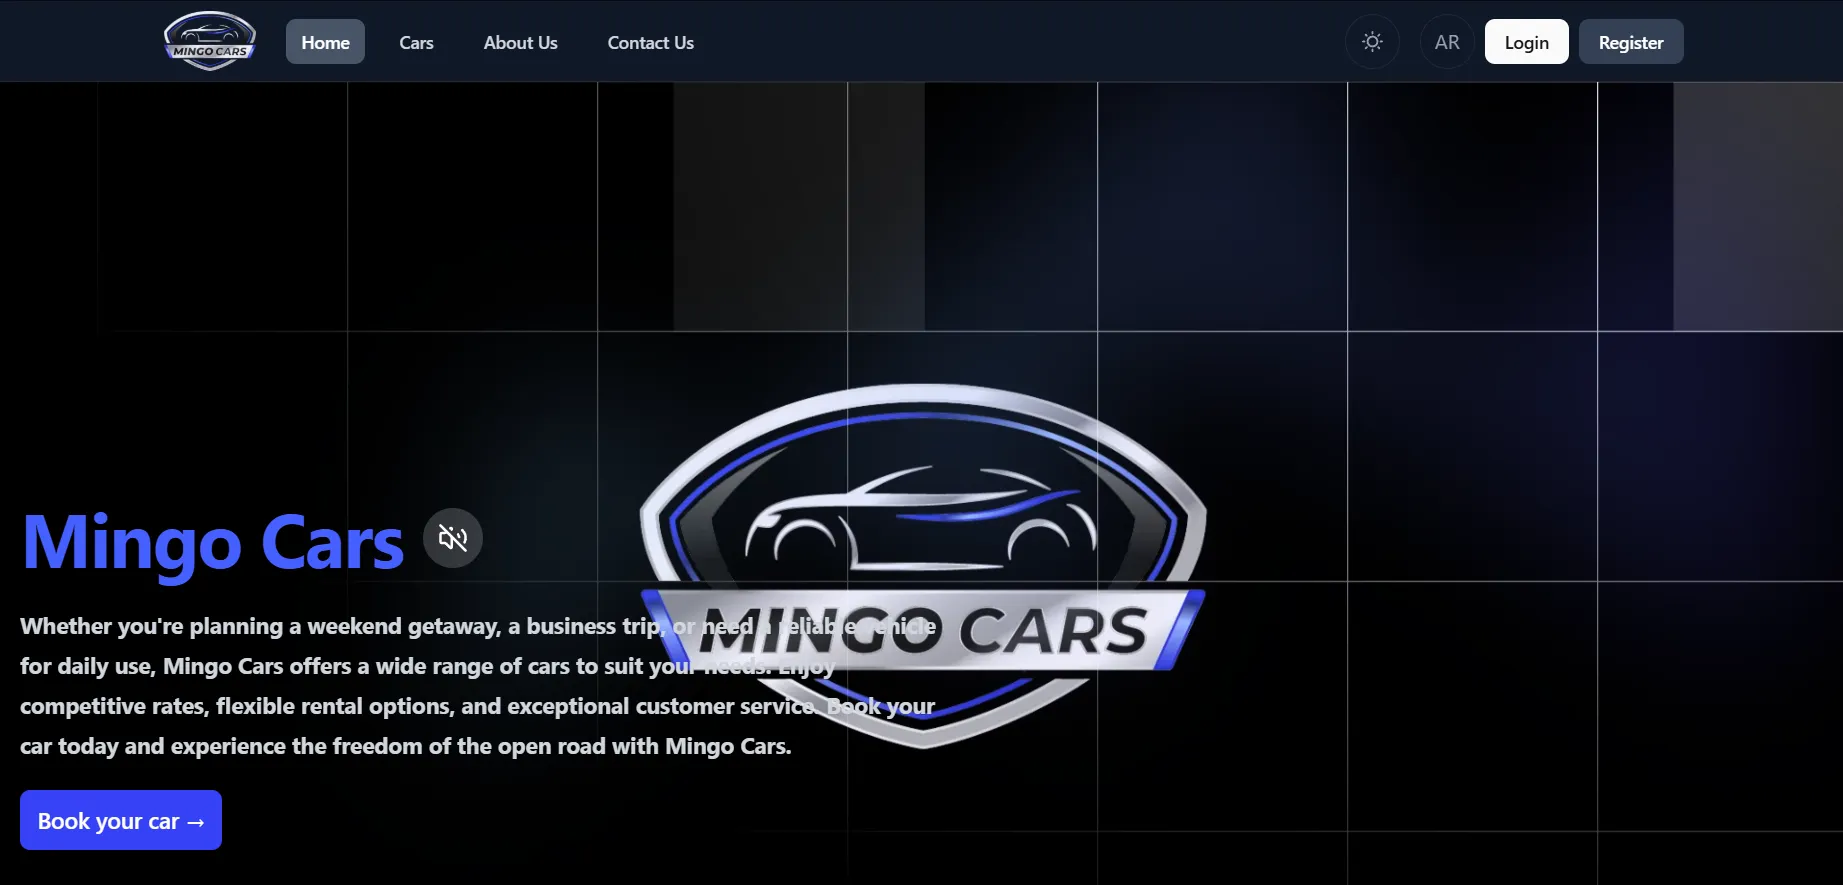 MINGO CARS
Home
Cars
About Us
Contact Us
AR
Login
Register
MINGO CARS
Mingo Cars
Whether you're planning a weekend getaway, a business trip, or need a reliable vehicle
for daily use, Mingo Cars offers a wide range of cars to suit your needs. Enjoy
competitive rates, flexible rental options, and exceptional customer service. Book your
car today and experience the freedom of the open road with Mingo Cars.
Book your car →